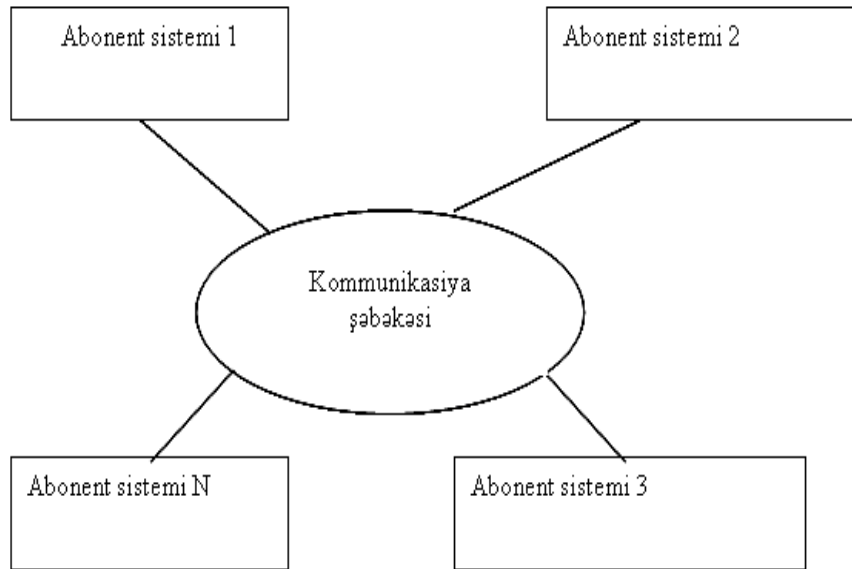 Abonent sistemi 1
Abonent sistemi 2
Kommunikasiya
şəbəkəsi
Abonent sistemi N
Abonent sistemi 3